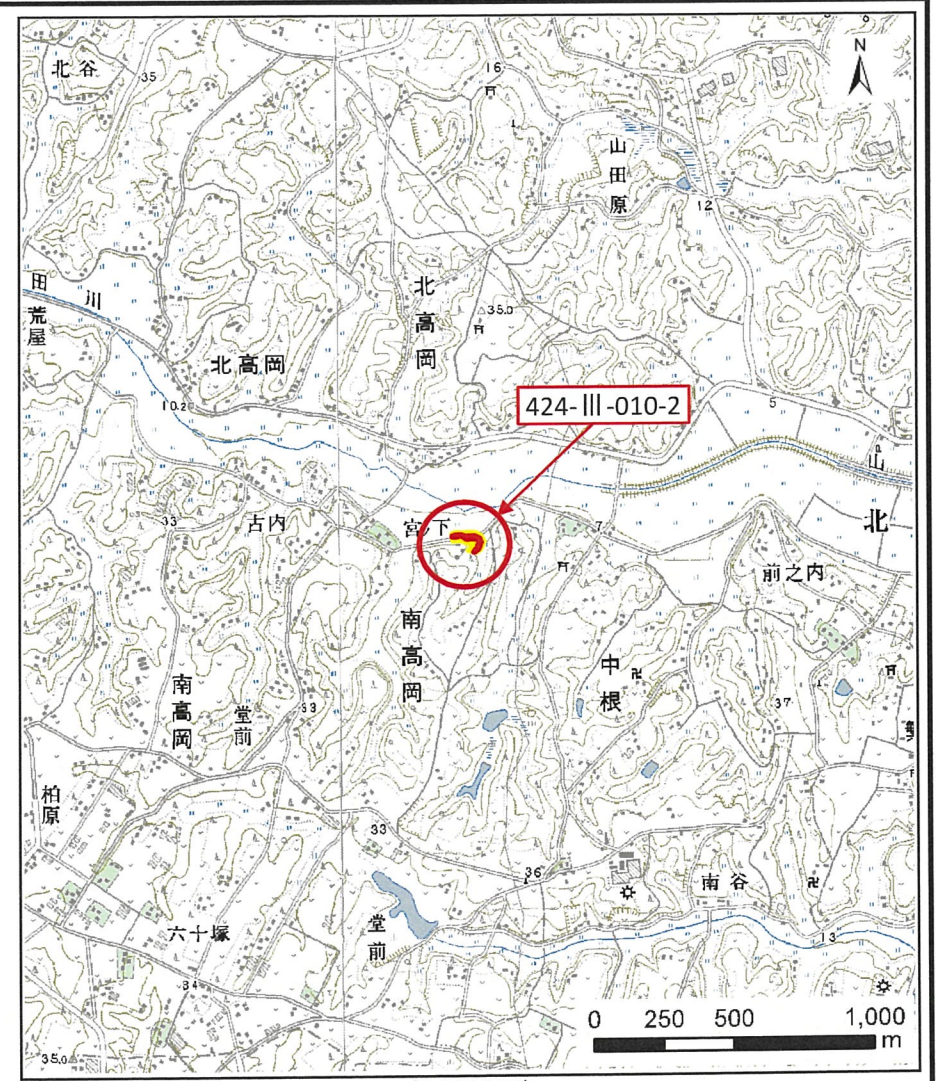 北谷
35
16
N
山田原
12
田川
荒屋
北高岡
35.0
北高岡
424-Ⅲ-010-2
10.2
5
山
北
33
古内
宮ノ下
7
前之内
南高岡
中根
南高岡
堂前
33
37
柏原
33
36
南谷
堂前
六十塚
13
34
35.0
0 250 500 1,000
m